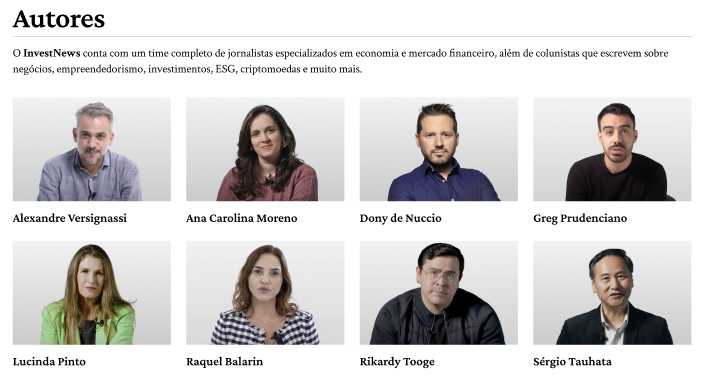 Autores
O InvestNews conta com um time completo de jornalistas especializados em economia e mercado financeiro, além de colunistas que escrevem sobre
negócios, empreendedorismo, investimentos, ESG, criptomoedas e muito mais.
Alexandre Versignassi
Ana Carolina Moreno
Dony de Nuccio
Greg Prudenciano
Lucinda Pinto
Raquel Balarin
Rikardy Tooge
Sérgio Tauhata